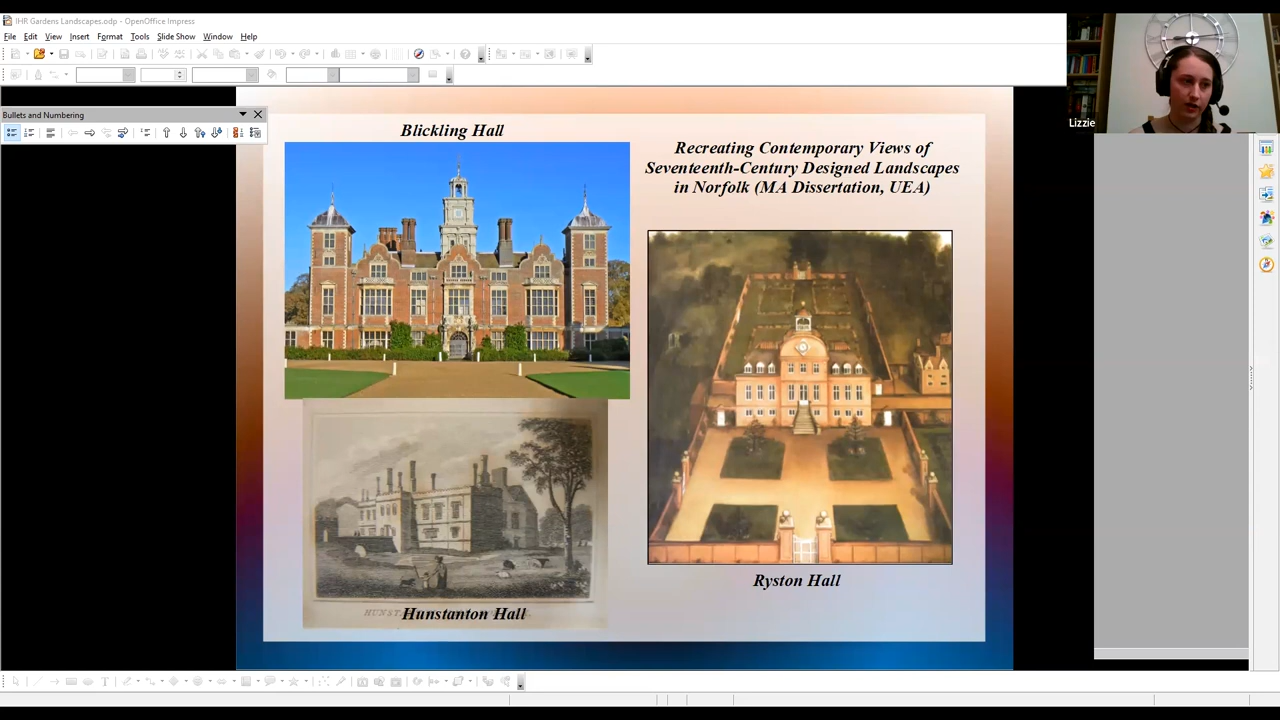 IHR Gardens Landscapes.odp - OpenOffice Impress
File Edit View Insert Format Tools Slide Show Window Help
Bullets and Numbering
Lizzie
Blickling Hall
Recreating Contemporary Views of
Seventeenth-Century Designed Landscapes
in Norfolk (MA Dissertation, UEA)
Hunstanton Hall
Ryston Hall